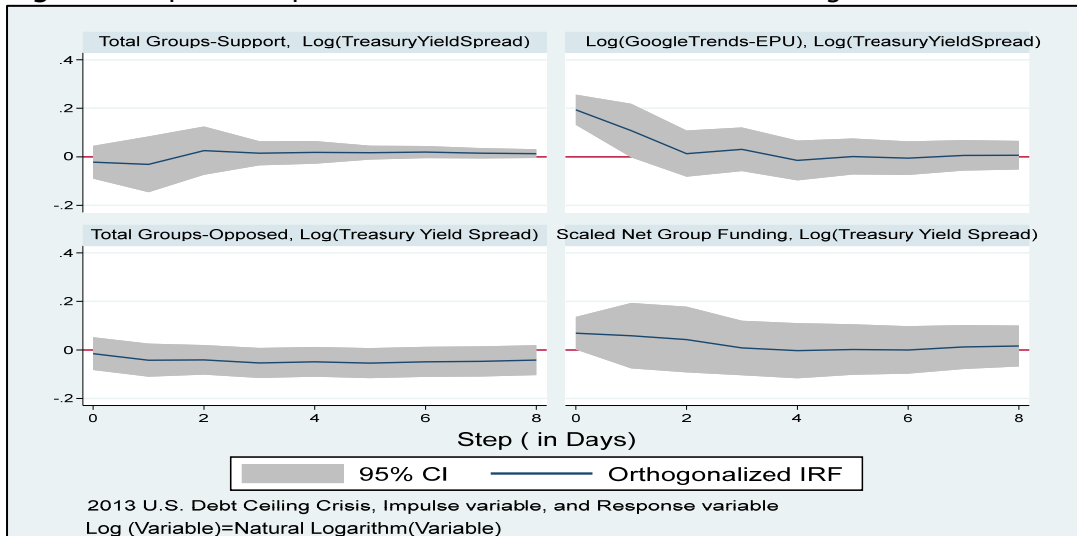 Total Groups-Support, Log(TreasuryYieldSpread)
Log(GoogleTrends-EPU), Log(TreasuryYieldSpread)
.4
.2
0
-.2
Total Groups-Opposed, Log(Treasury Yield Spread)
Scaled Net Group Funding, Log(Treasury Yield Spread)
.4
.2
0
-.2
0 2 4 6 8
0 2 4 6 8
Step ( in Days)
95% CI
Orthogonalized IRF
2013 U.S. Debt Ceiling Crisis, Impulse variable, and Response variable
Log (Variable)=Natural Logarithm(Variable)